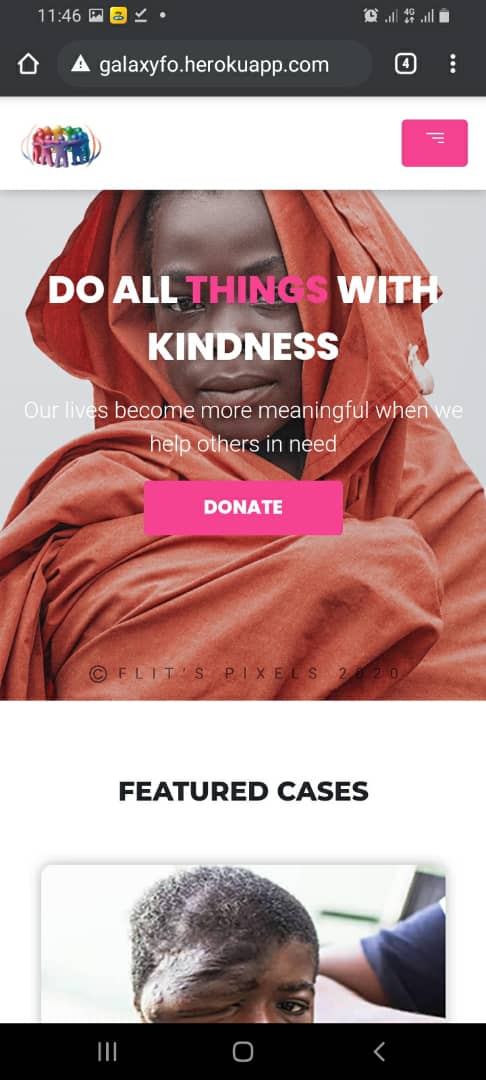 11:46
4G
galaxyfo.herokuapp.com
4
DO ALL THINGS WITH
KINDNESS
Our lives become more meaningful when we
help others in need
DONATE
© FLIT'S PIXELS 2020
FEATURED CASES